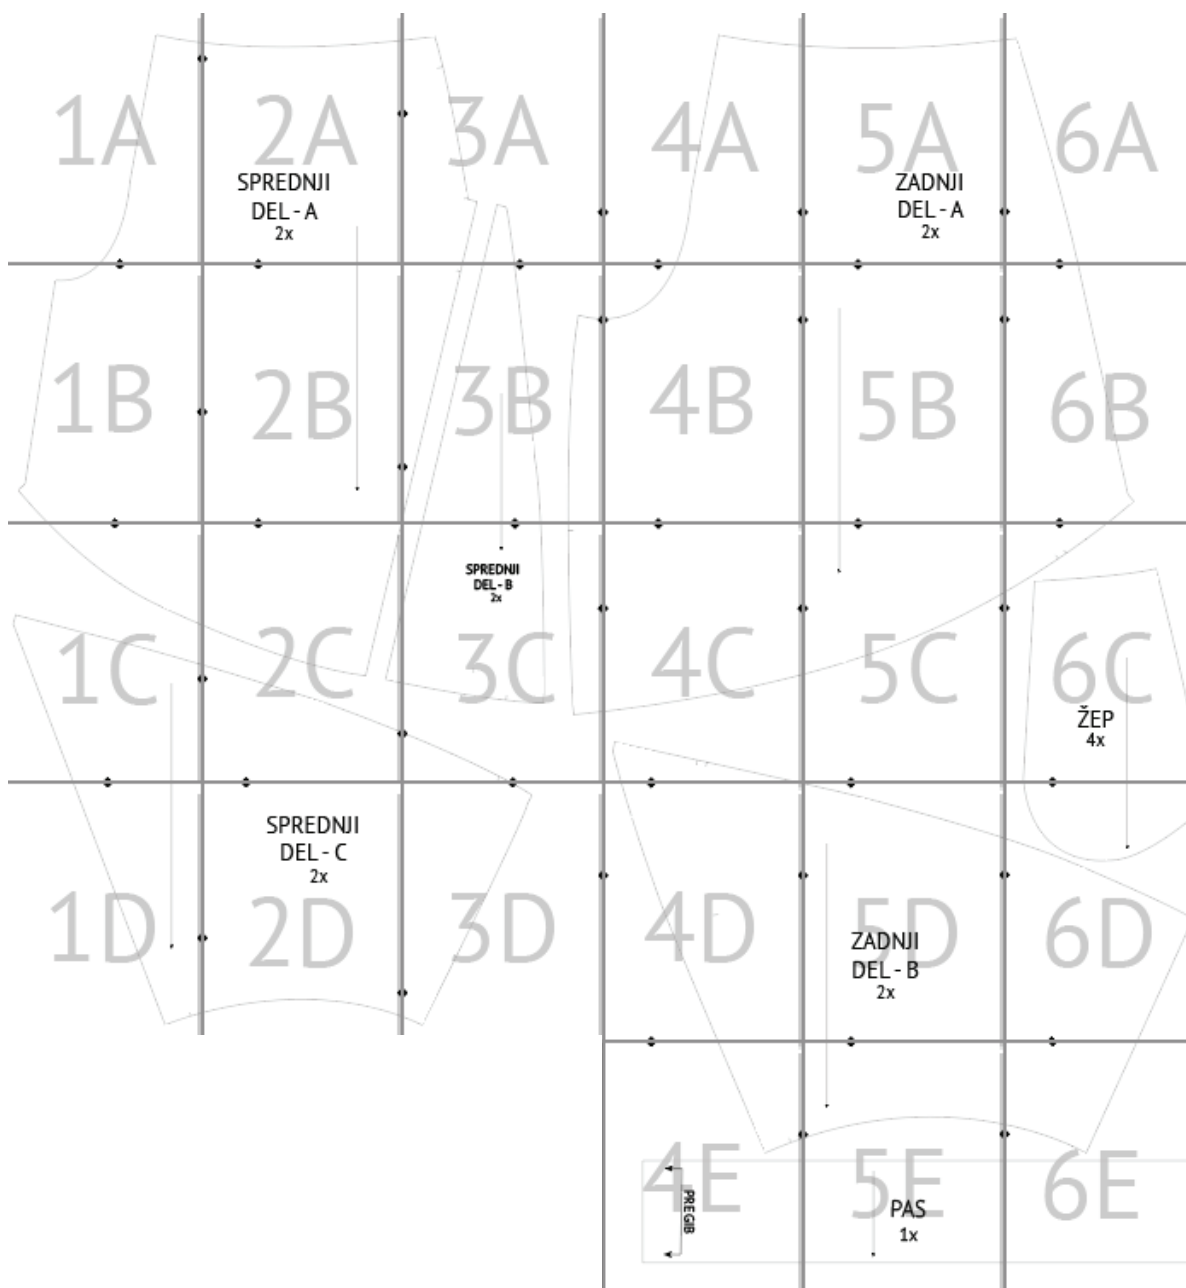 1A
2A
3A
4A
5A
6A
SPREDNJI
DEL - A
2x
ZADNJI
DEL - A
2x
1B
2B
3B
4B
5B
6B
SPREDNJI
DEL - B
2x
1C
2C
3C
4C
5C
6C
ŽEP
4x
SPREDNJI
DEL - C
2x
1D
2D
3D
4D
5D
6D
ZADNJI
DEL - B
2x
4E
5E
6E
PREGIB
PAS
1x